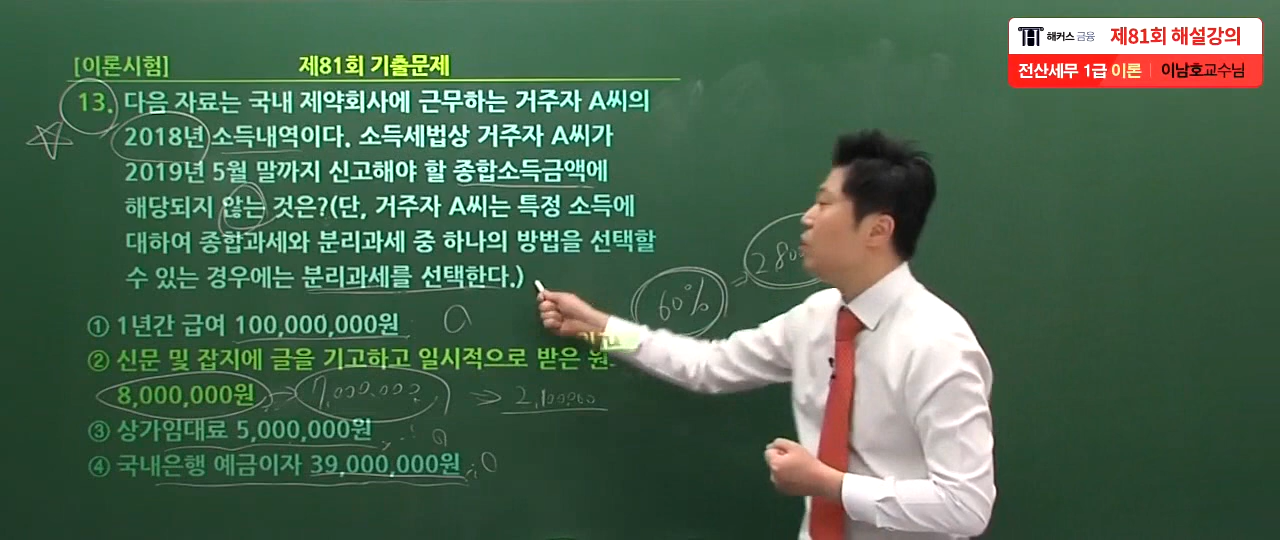 해커스 금융 제81회 해설강의
전산세무 1급 이론 | 이남호교수님
[이론시험] 제81회 기출문제
13. 다음 자료는 국내 제약회사에 근무하는 거주자 A씨의
2018년 소득내역이다. 소득세법상 거주자 A씨가
2019년 5월 말까지 신고해야 할 종합소득금액에
해당되지 않는 것은?(단, 거주자 A씨는 특정 소득에
대하여 종합과세와 분리과세 중 하나의 방법을 선택할
수 있는 경우에는 분리과세를 선택한다.)
60% 280
① 1년간 급여 100,000,000원
② 신문 및 잡지에 글을 기고하고 일시적으로 받은 원
8,000,000원 → 7,000,000 → 2,100,000
③ 상가임대료 5,000,000원
④ 국내은행 예금이자 39,000,000원